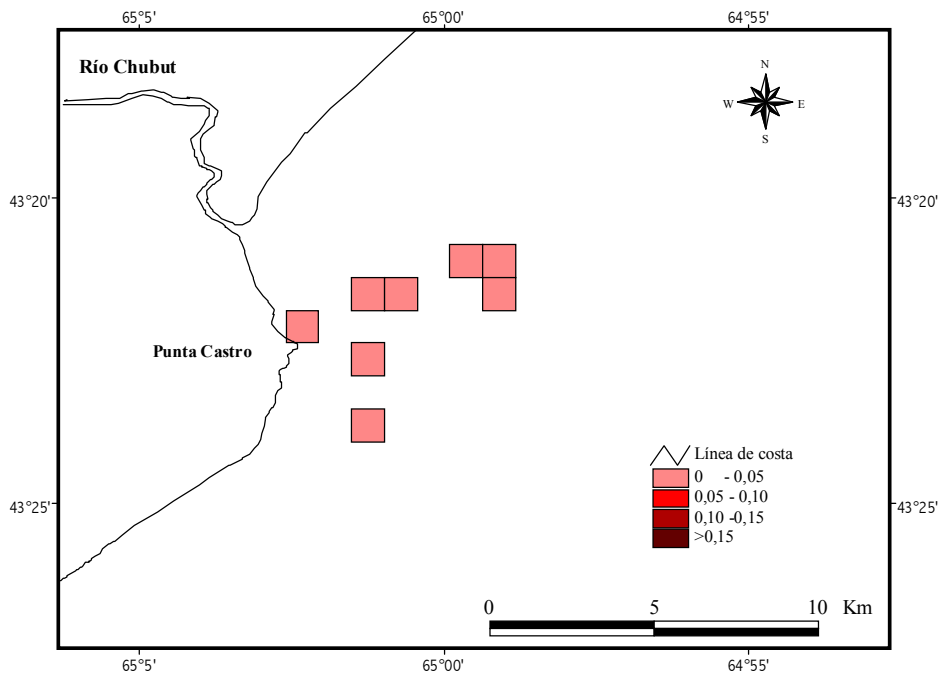 65°5' 65°00' 64°55'
Río Chubut
N
W E
S
43°20' 43°20'
Punta Castro
Línea de costa
0 - 0,05
0,05 - 0,10
0,10 -0,15
>0,15
43°25' 43°25'
0 5 10 Km
65°5' 65°00' 64°55'